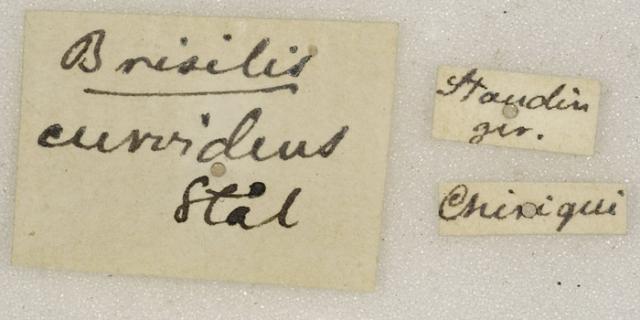 Brisilis
curvidens
Stål
Staudin
ger.
Chiriqui